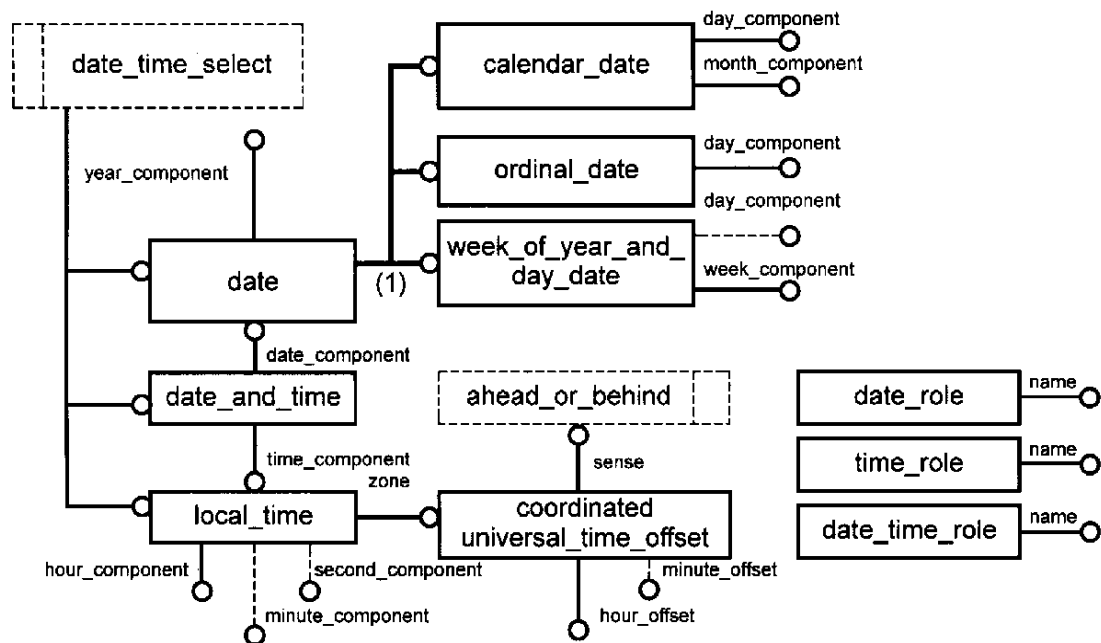 date_time_select
year_component
date
(1)
calendar_date
day_component
month_component
ordinal_date
day_component
day_component
week_of_year_and_
day_date
week_component
date_component
date_and_time
time_component
zone
local_time
hour_component
second_component
minute_component
ahead_or_behind
sense
coordinated
universal_time_offset
minute_offset
hour_offset
date_role
name
time_role
name
date_time_role
name